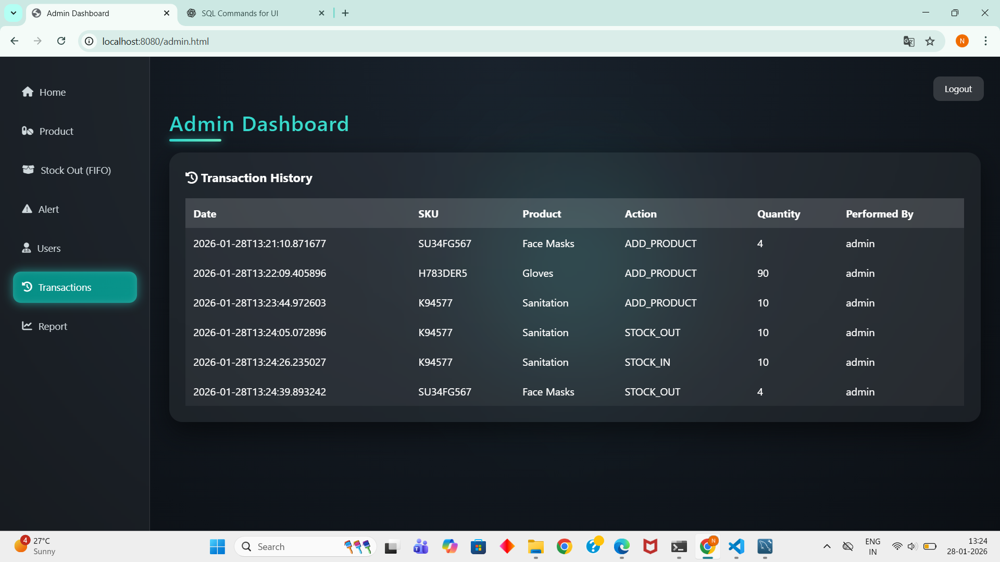 Admin Dashboard
SQL Commands for UI
localhost:8080/admin.html
N
Home
Product
Stock Out (FIFO)
Alert
Users
Transactions
Report
Logout
Admin Dashboard
Transaction History
Date SKU Product Action Quantity Performed By
2026-01-28T13:21:10.871677 SU34FG567 Face Masks ADD_PRODUCT 4 admin
2026-01-28T13:22:09.405896 H783DER5 Gloves ADD_PRODUCT 90 admin
2026-01-28T13:23:44.972603 K94577 Sanitation ADD_PRODUCT 10 admin
2026-01-28T13:24:05.072896 K94577 Sanitation STOCK_OUT 10 admin
2026-01-28T13:24:26.235027 K94577 Sanitation STOCK_IN 10 admin
2026-01-28T13:24:39.893242 SU34FG567 Face Masks STOCK_OUT 4 admin
4
27°C
Sunny
Search
N
ENG
IN
13:24
28-01-2026